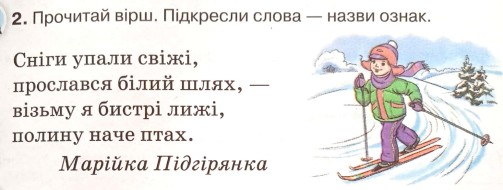 2. Прочитай вірш. Підкресли слова — назви ознак.
Сніги упали свіжі,
прослався білий шлях, —
візьму я бистрі лижі,
полину наче птах.
Марійка Підгірянка